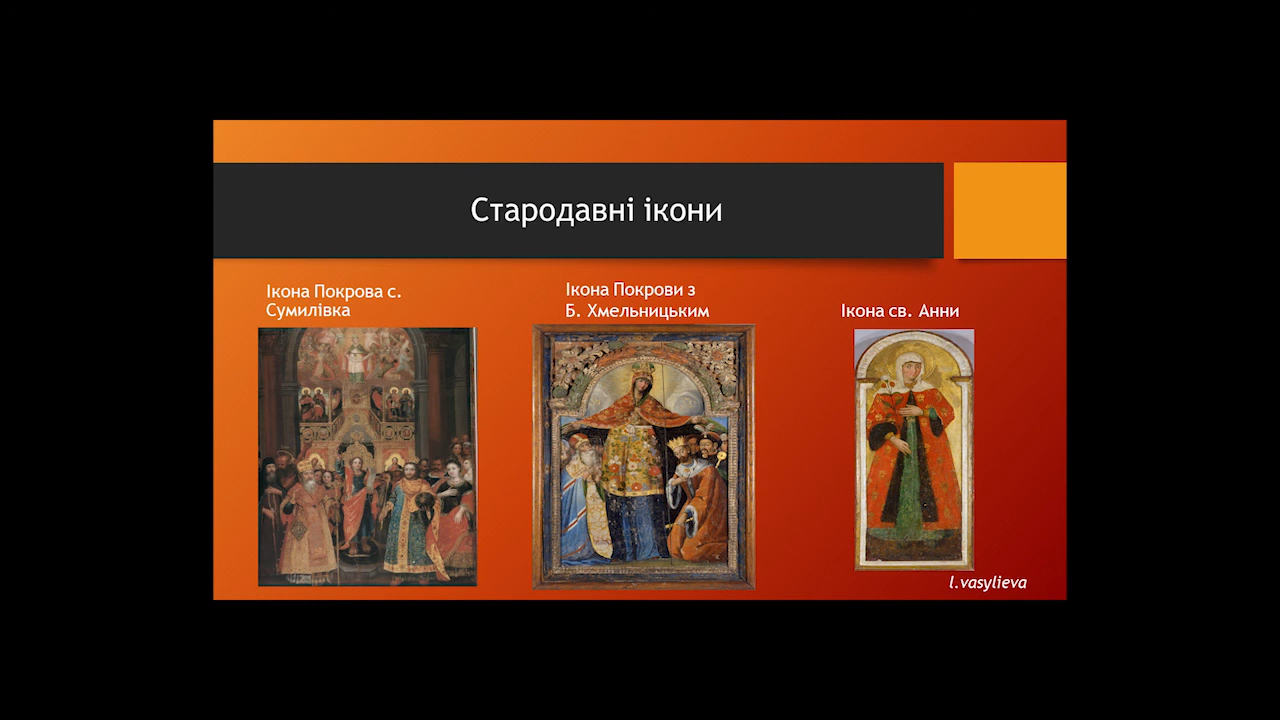 Стародавні ікони
Ікона Покрова с.
Сумилівка
Ікона Покрови з
Б. Хмельницьким
Ікона св. Анни
l.vasylieva